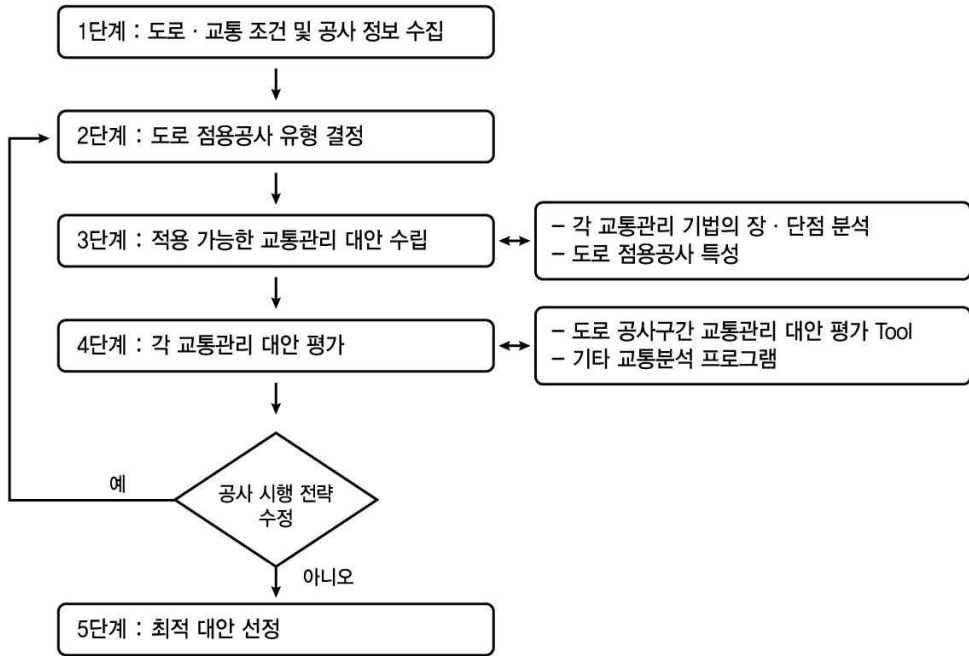 1단계 : 도로 · 교통 조건 및 공사 정보 수집
2단계 : 도로 점용공사 유형 결정
3단계 : 적용 가능한 교통관리 대안 수립
– 각 교통관리 기법의 장 · 단점 분석
– 도로 점용공사 특성
4단계 : 각 교통관리 대안 평가
– 도로 공사구간 교통관리 대안 평가 Tool
– 기타 교통분석 프로그램
예
공사 시행 전략
수정
아니오
5단계 : 최적 대안 선정